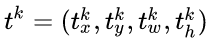 t^k = (t_x^k, t_y^k, t_w^k, t_h^k)